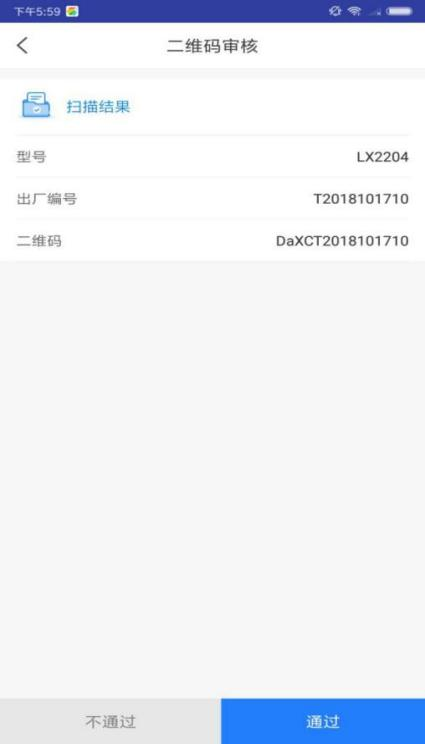 下午5:59
二维码审核
扫描结果
型号 LX2204
出厂编号 T2018101710
二维码 DaXCT2018101710
不通过 通过